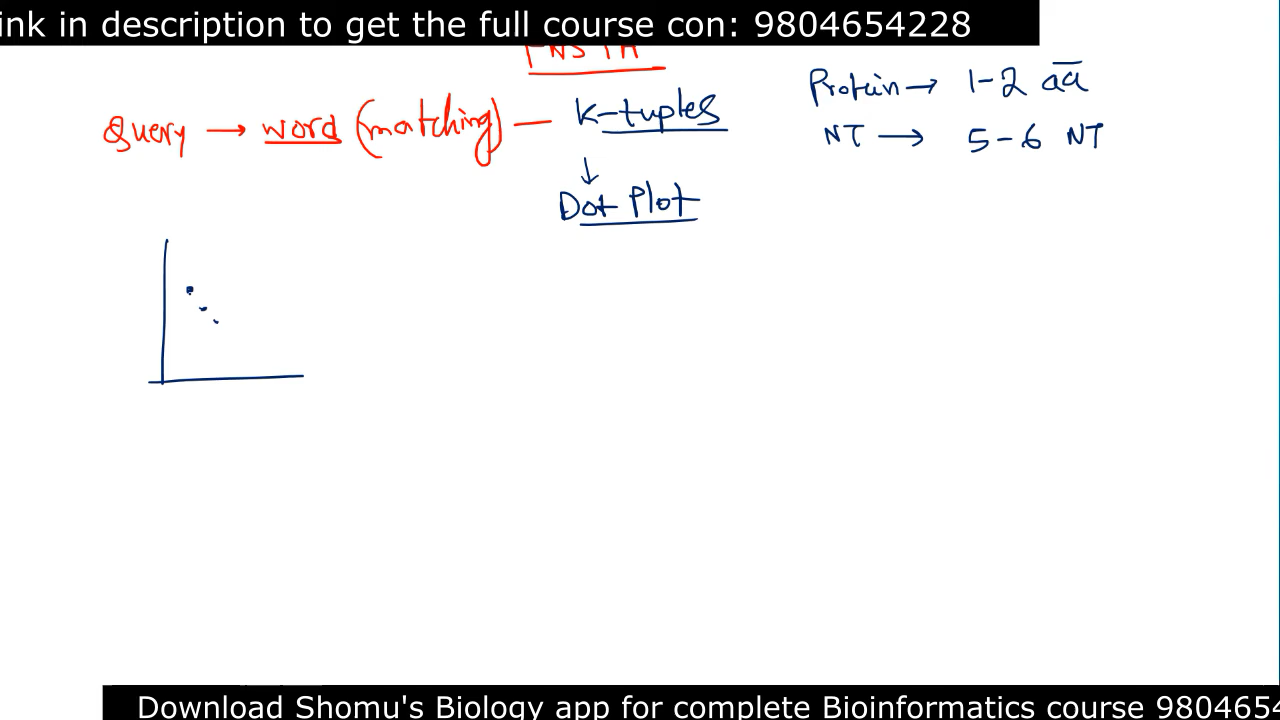 ink in description to get the full course con: 9804654228
Query → word (matching) — K-tuples
↓
Dot Plot
Protein → 1-2 aa
NT → 5-6 NT
Download Shomu's Biology app for complete Bioinformatics course 9804654